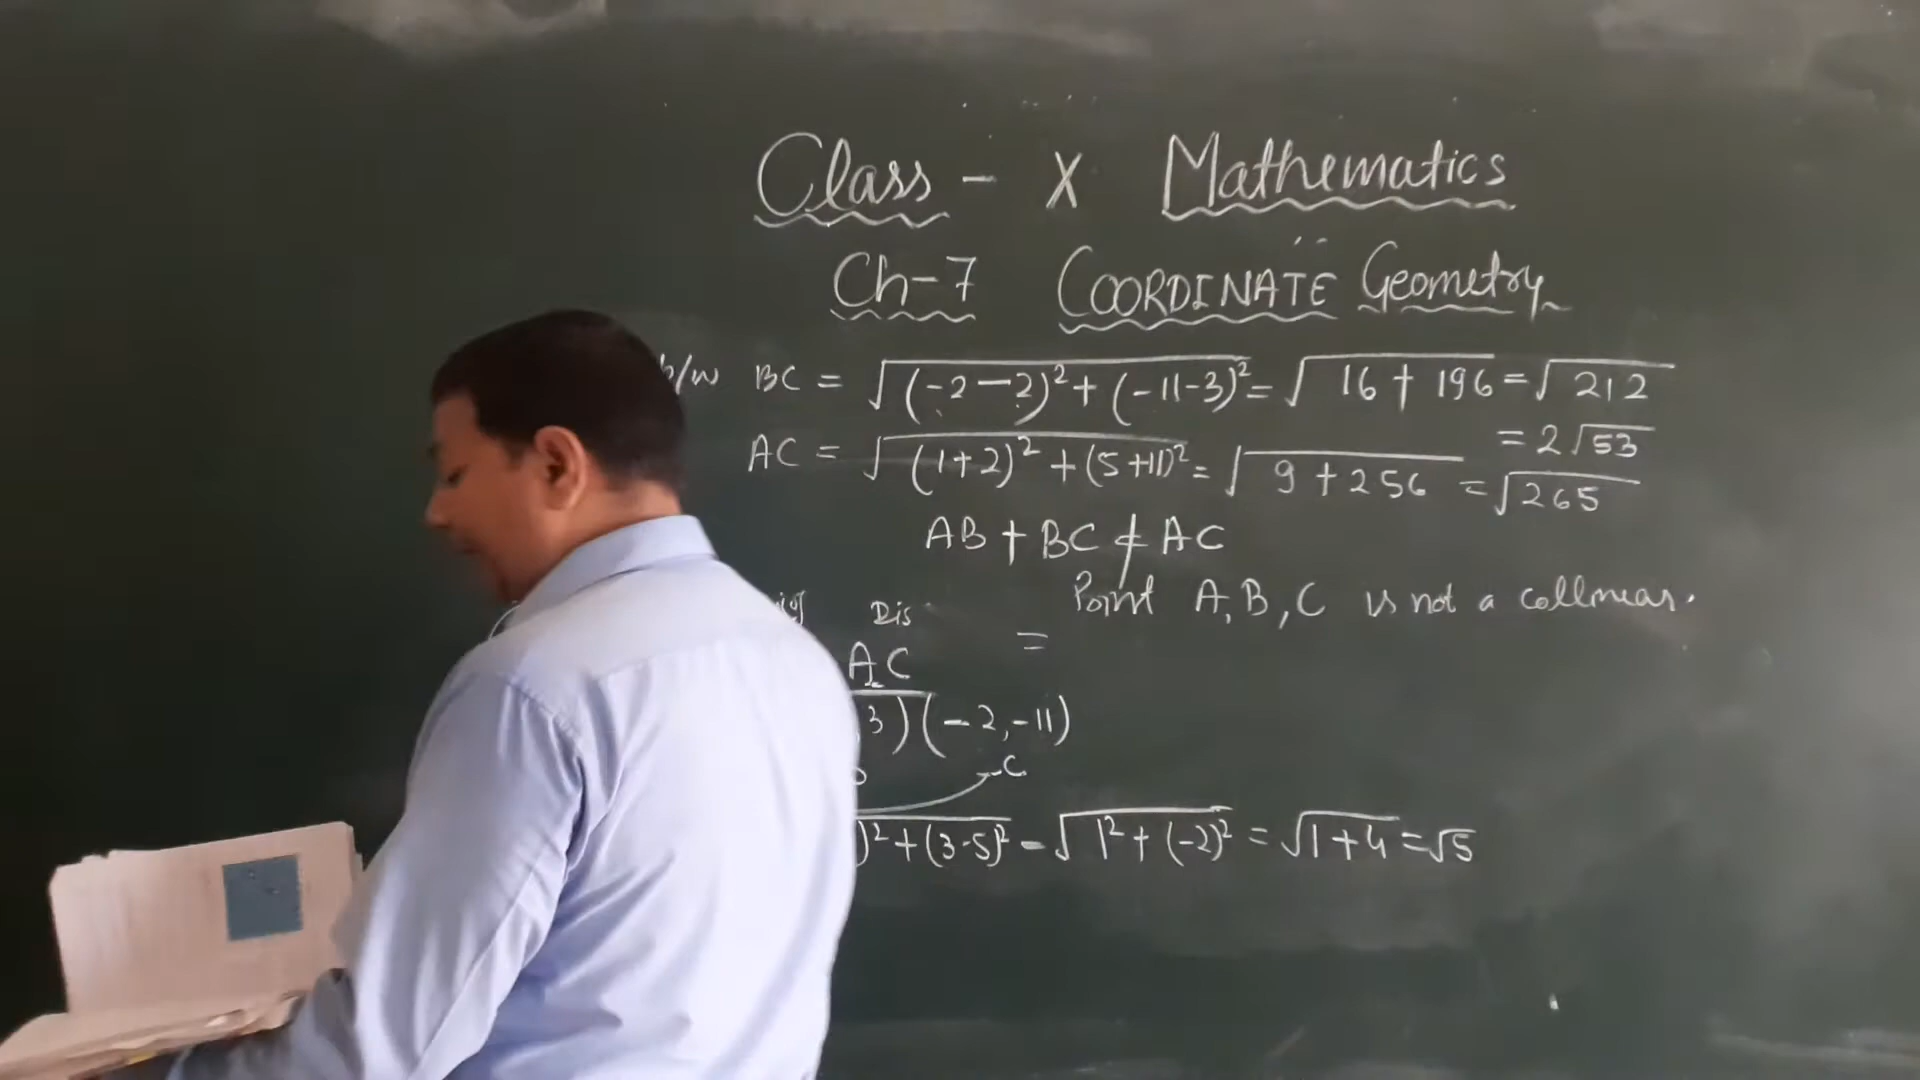 Class - X Mathematics
Ch-7 COORDINATE Geometry
b/w BC = √(-2-2)²+(-11-3)² = √16+196 = √212
= 2√53
AC = √(1+2)²+(5+11)² = √9+256 = √265
AB + BC ≠ AC
Point A, B, C is not a collinear.
Dis =
AC
3)(-2,-11)
C
)²+(3-5)² - √1²+(-2)² = √1+4 = √5